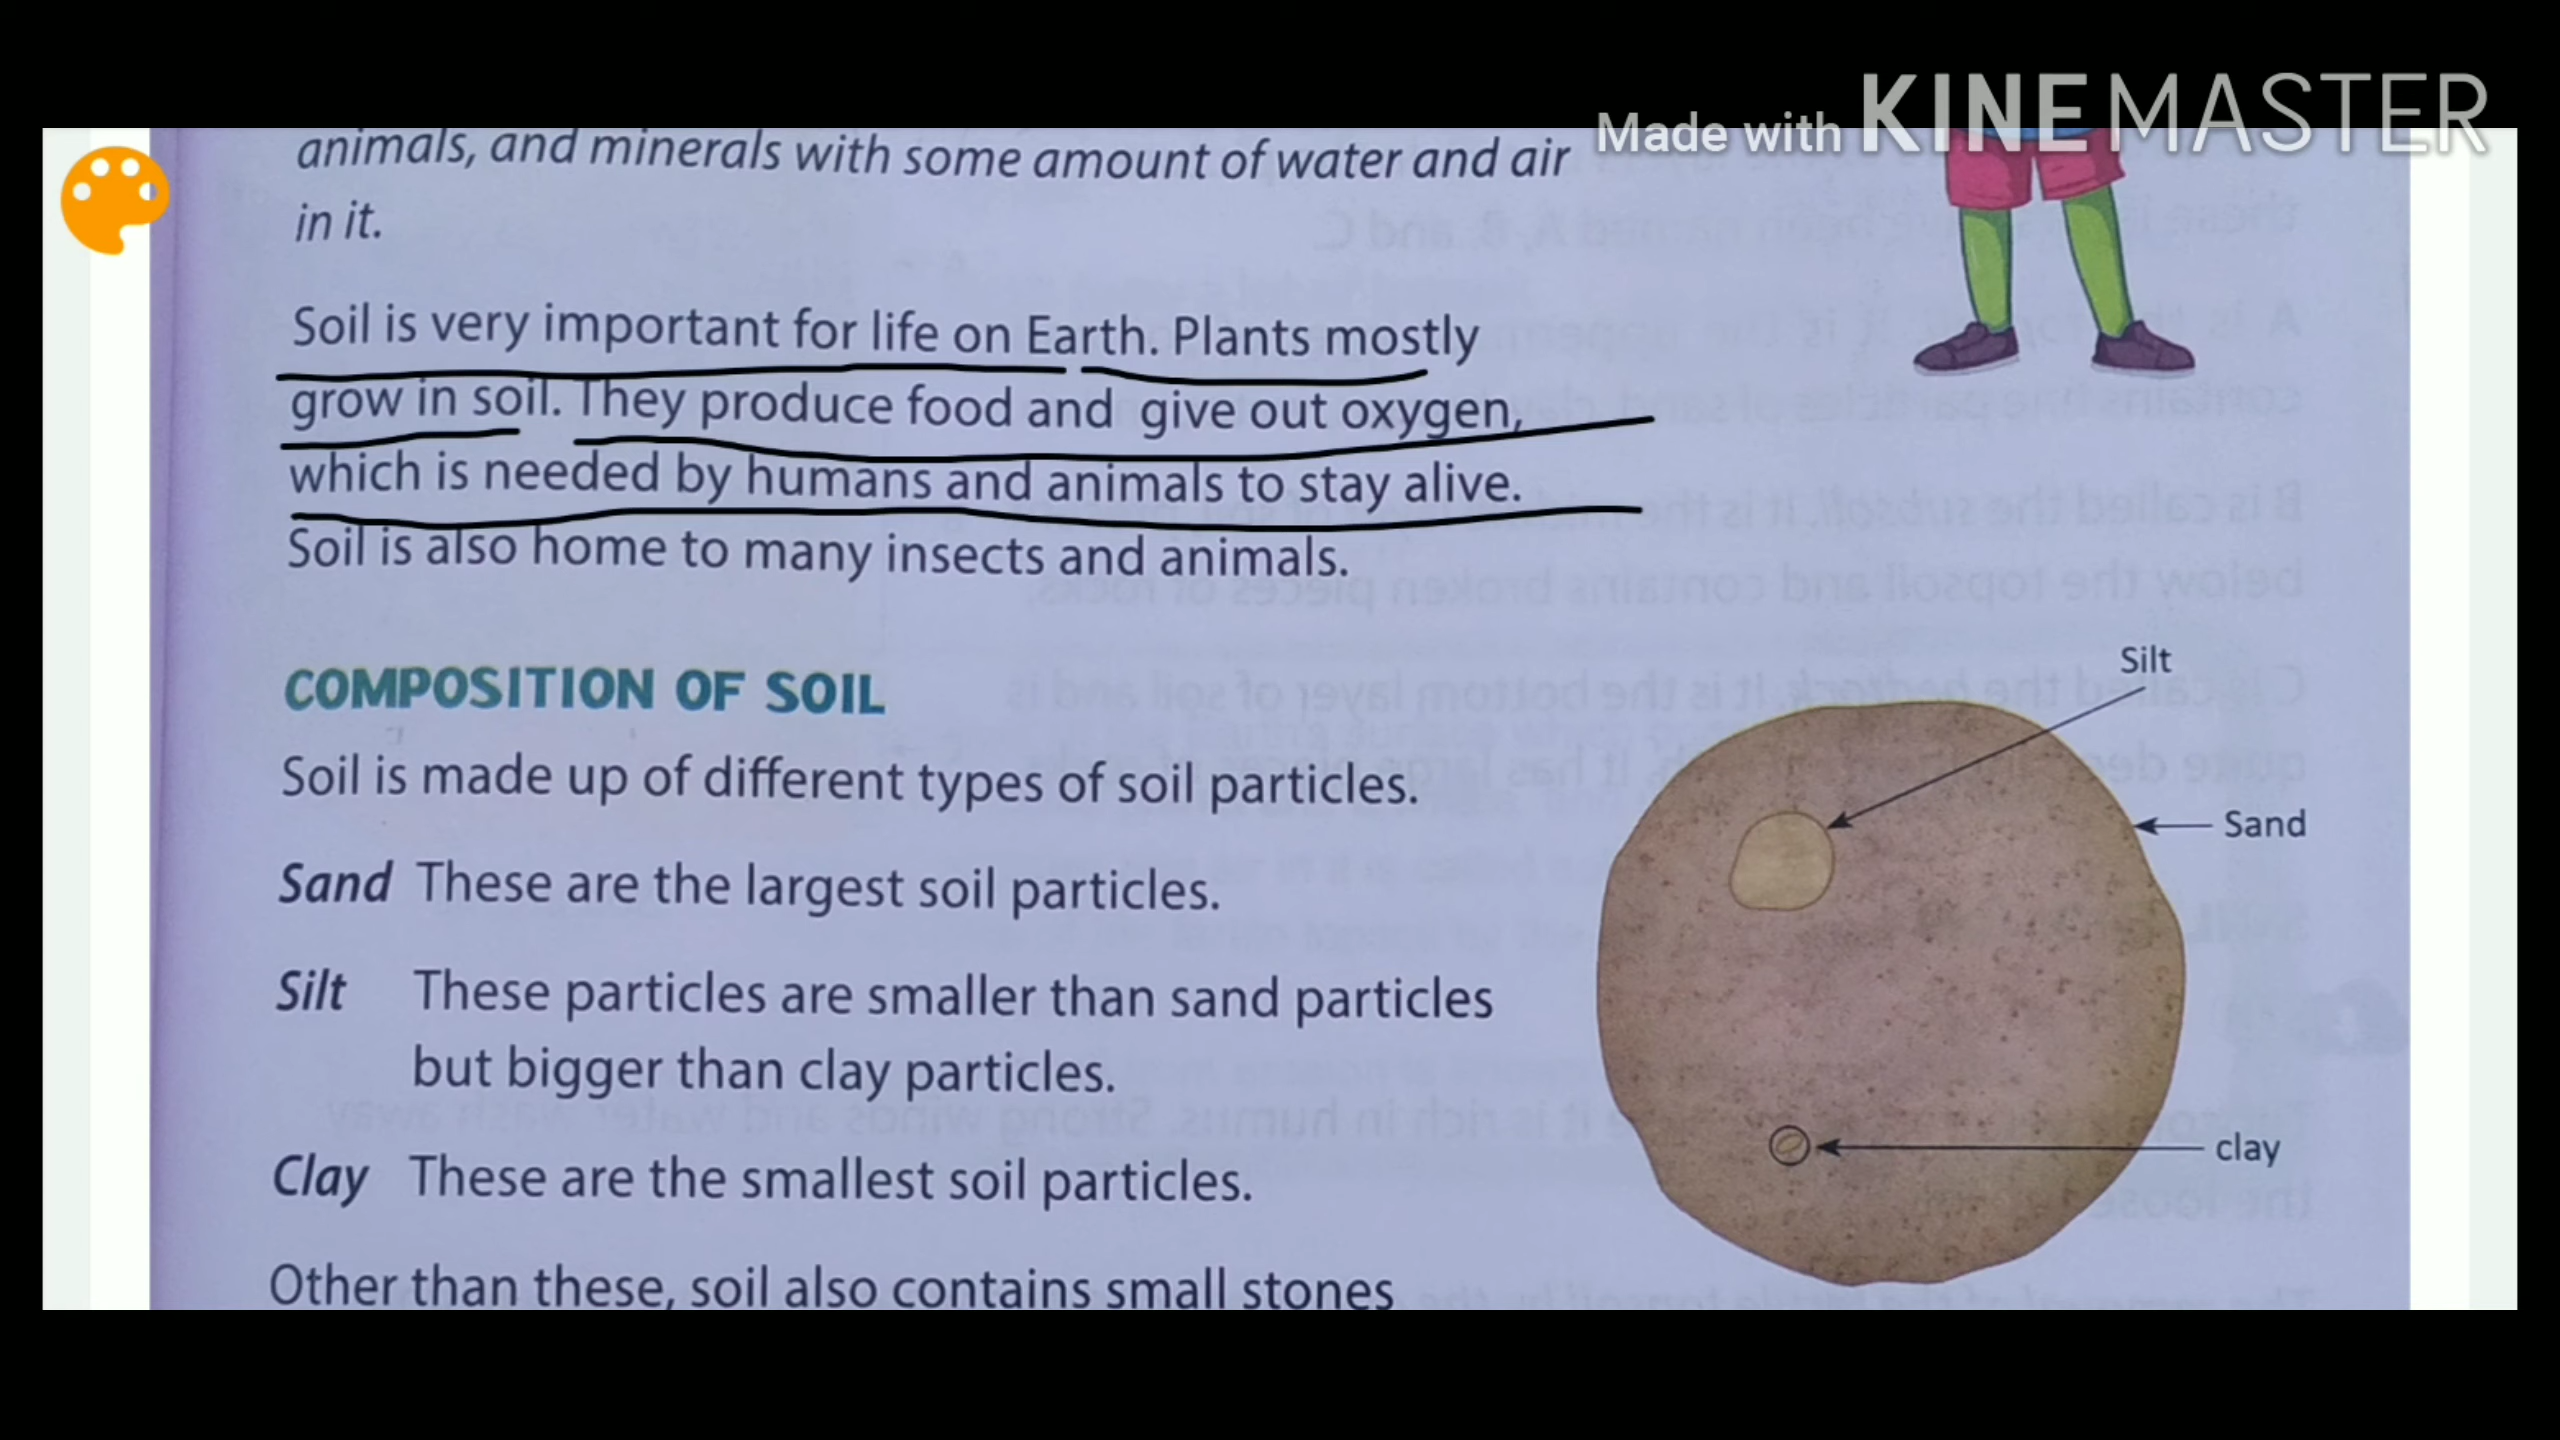 Made with KINEMASTER
animals, and minerals with some amount of water and air
in it.
Soil is very important for life on Earth. Plants mostly
grow in soil. They produce food and give out oxygen,
which is needed by humans and animals to stay alive.
Soil is also home to many insects and animals.
COMPOSITION OF SOIL
Soil is made up of different types of soil particles.
Sand These are the largest soil particles.
Silt These particles are smaller than sand particles
but bigger than clay particles.
Clay These are the smallest soil particles.
Other than these, soil also contains small stones
Silt
Sand
clay